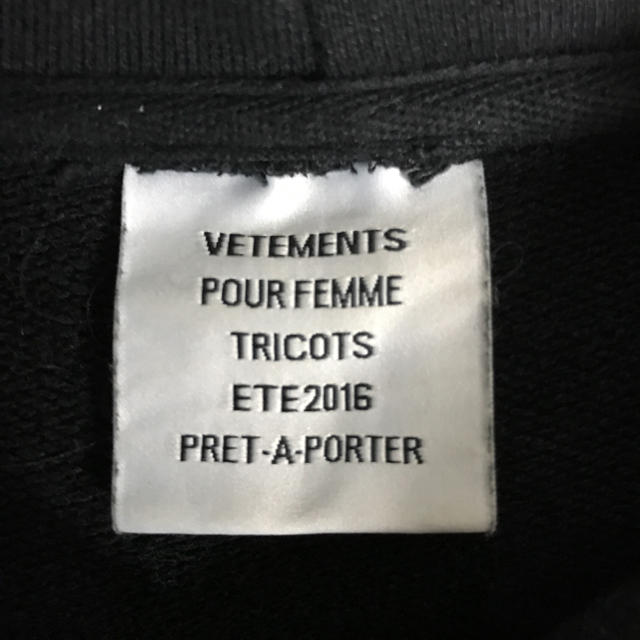 VETEMENTS
POUR FEMME
TRICOTS
ETE2016
PRET-A-PORTER